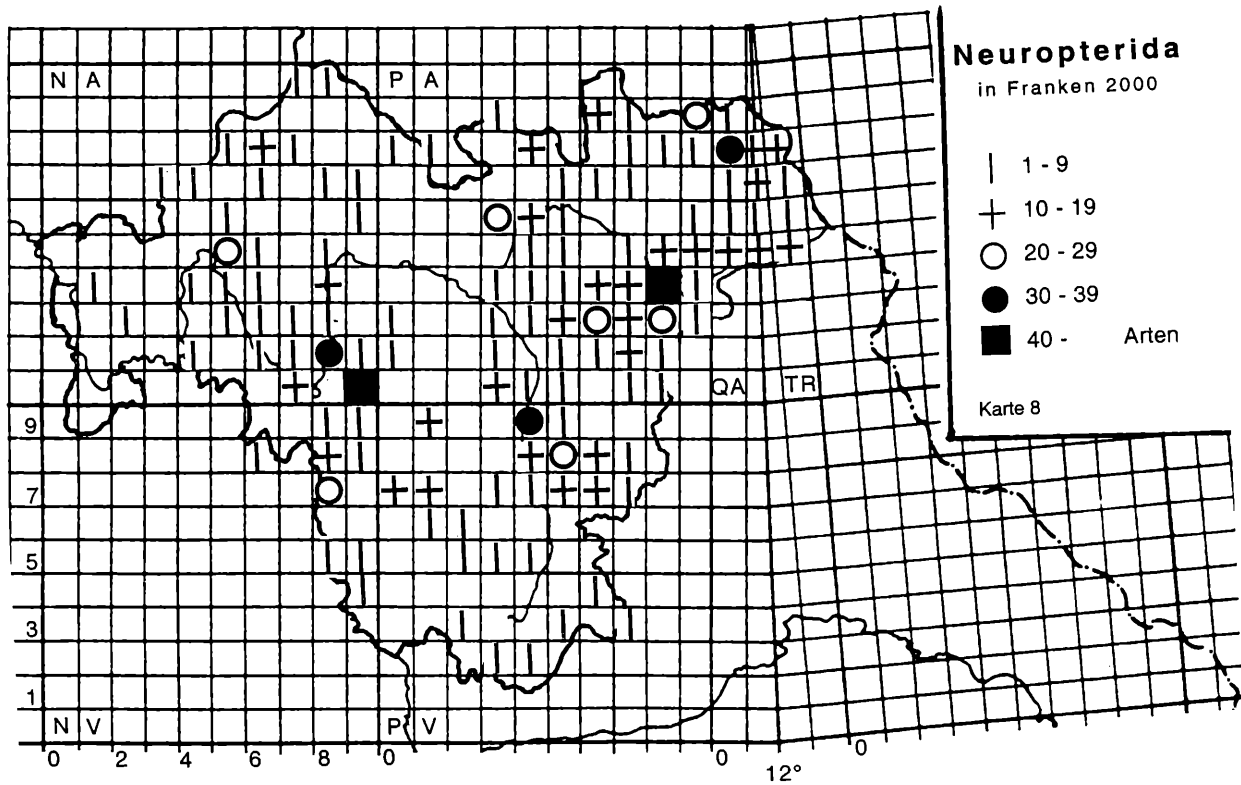 Neuropterida
in Franken 2000
1 - 9
10 - 19
20 - 29
30 - 39
40 - Arten
Karte 8
N A
P A
QA TR
9
7
5
3
1
N V
P V
0 2 4 6 8 0 0 0
12°